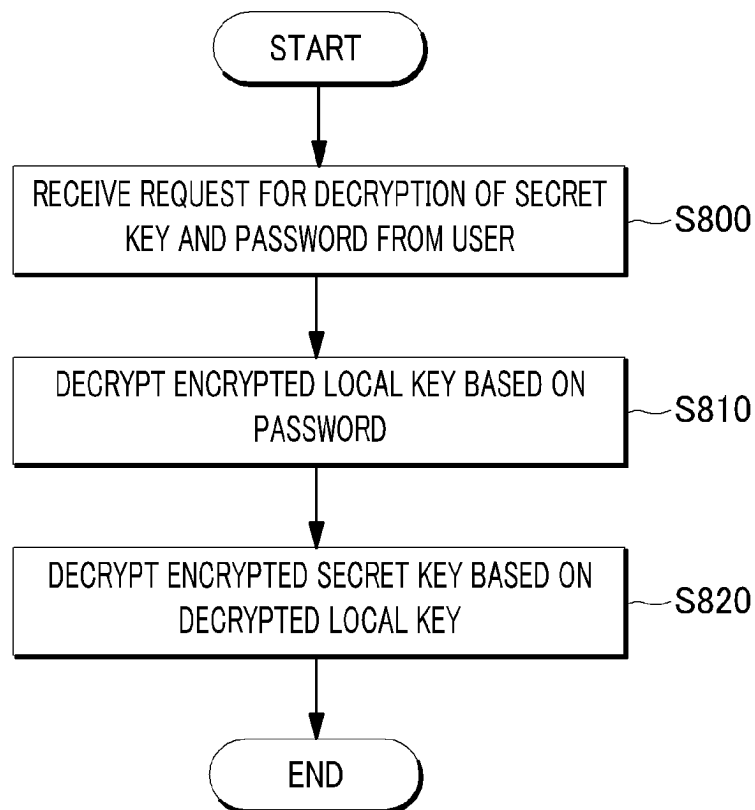 START
RECEIVE REQUEST FOR DECRYPTION OF SECRET
KEY AND PASSWORD FROM USER
S800
DECRYPT ENCRYPTED LOCAL KEY BASED ON
PASSWORD
S810
DECRYPT ENCRYPTED SECRET KEY BASED ON
DECRYPTED LOCAL KEY
S820
END